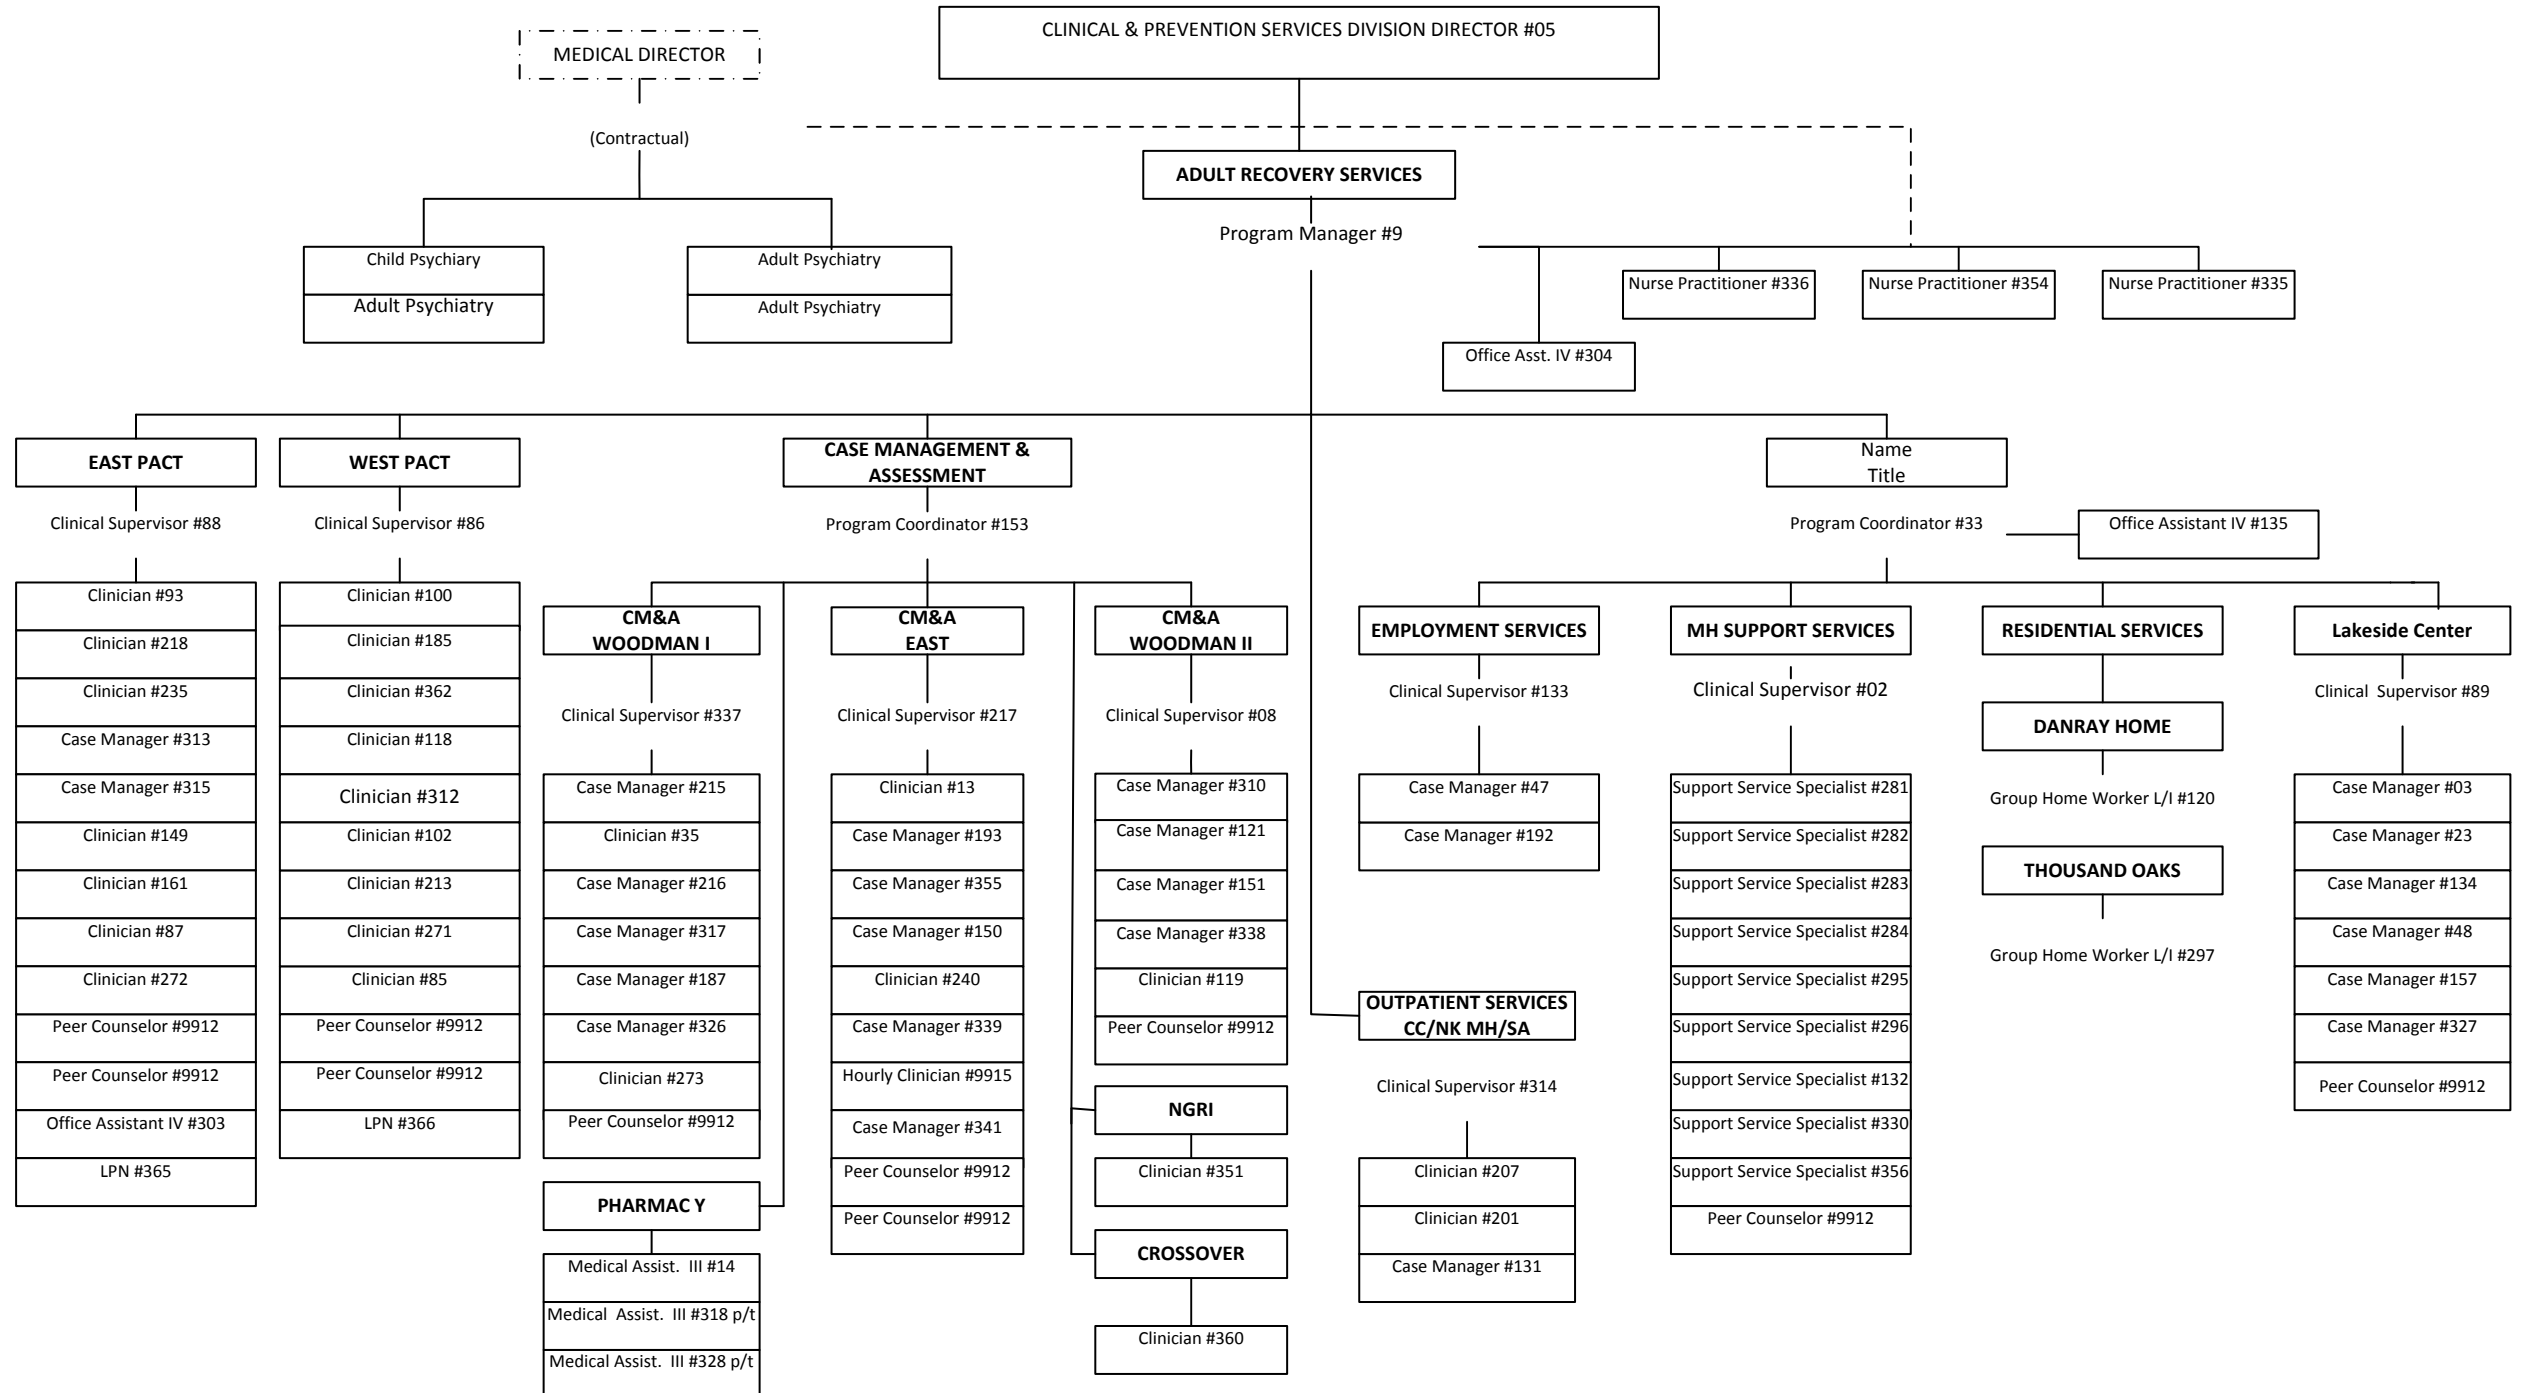 CLINICAL & PREVENTION SERVICES DIVISION DIRECTOR #05
MEDICAL DIRECTOR
(Contractual)
ADULT RECOVERY SERVICES
Program Manager #9
Child Psychiary
Adult Psychiatry
Adult Psychiatry
Adult Psychiatry
Nurse Practitioner #336
Nurse Practitioner #354
Nurse Practitioner #335
Office Asst. IV #304
EAST PACT
Clinical Supervisor #88
Clinician #93
Clinician #218
Clinician #235
Case Manager #313
Case Manager #315
Clinician #149
Clinician #161
Clinician #87
Clinician #272
Peer Counselor #9912
Peer Counselor #9912
Office Assistant IV #303
LPN #365
WEST PACT
Clinical Supervisor #86
Clinician #100
Clinician #185
Clinician #362
Clinician #118
Clinician #312
Clinician #102
Clinician #213
Clinician #271
Clinician #85
Peer Counselor #9912
Peer Counselor #9912
LPN #366
CASE MANAGEMENT &
ASSESSMENT
Program Coordinator #153
CM&A
WOODMAN I
Clinical Supervisor #337
Case Manager #215
Clinician #35
Case Manager #216
Case Manager #317
Case Manager #187
Case Manager #326
Clinician #273
Peer Counselor #9912
PHARMAC Y
Medical Assist. III #14
Medical Assist. III #318 p/t
Medical Assist. III #328 p/t
CM&A
EAST
Clinical Supervisor #217
Clinician #13
Case Manager #193
Case Manager #355
Case Manager #150
Clinician #240
Case Manager #339
Hourly Clinician #9915
Case Manager #341
Peer Counselor #9912
Peer Counselor #9912
CM&A
WOODMAN II
Clinical Supervisor #08
Case Manager #310
Case Manager #121
Case Manager #151
Case Manager #338
Clinician #119
Peer Counselor #9912
NGRI
Clinician #351
CROSSOVER
Clinician #360
Name
Title
Program Coordinator #33
Office Assistant IV #135
EMPLOYMENT SERVICES
Clinical Supervisor #133
Case Manager #47
Case Manager #192
OUTPATIENT SERVICES
CC/NK MH/SA
Clinical Supervisor #314
Clinician #207
Clinician #201
Case Manager #131
MH SUPPORT SERVICES
Clinical Supervisor #02
Support Service Specialist #281
Support Service Specialist #282
Support Service Specialist #283
Support Service Specialist #284
Support Service Specialist #295
Support Service Specialist #296
Support Service Specialist #132
Support Service Specialist #330
Support Service Specialist #356
Peer Counselor #9912
RESIDENTIAL SERVICES
DANRAY HOME
Group Home Worker L/I #120
THOUSAND OAKS
Group Home Worker L/I #297
Lakeside Center
Clinical Supervisor #89
Case Manager #03
Case Manager #23
Case Manager #134
Case Manager #48
Case Manager #157
Case Manager #327
Peer Counselor #9912